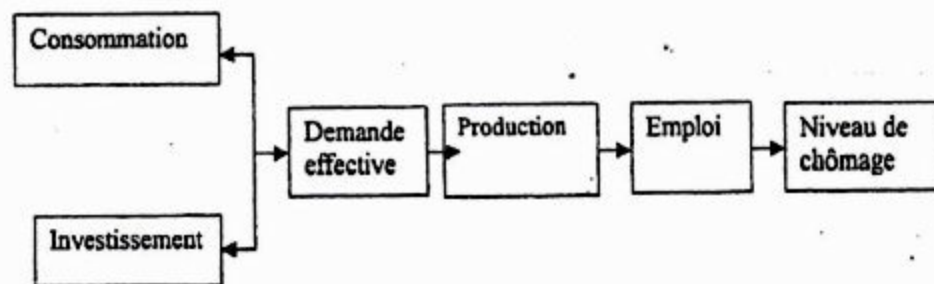 Consommation
Demande
effective
Production
Emploi
Niveau de
chômage
Investissement